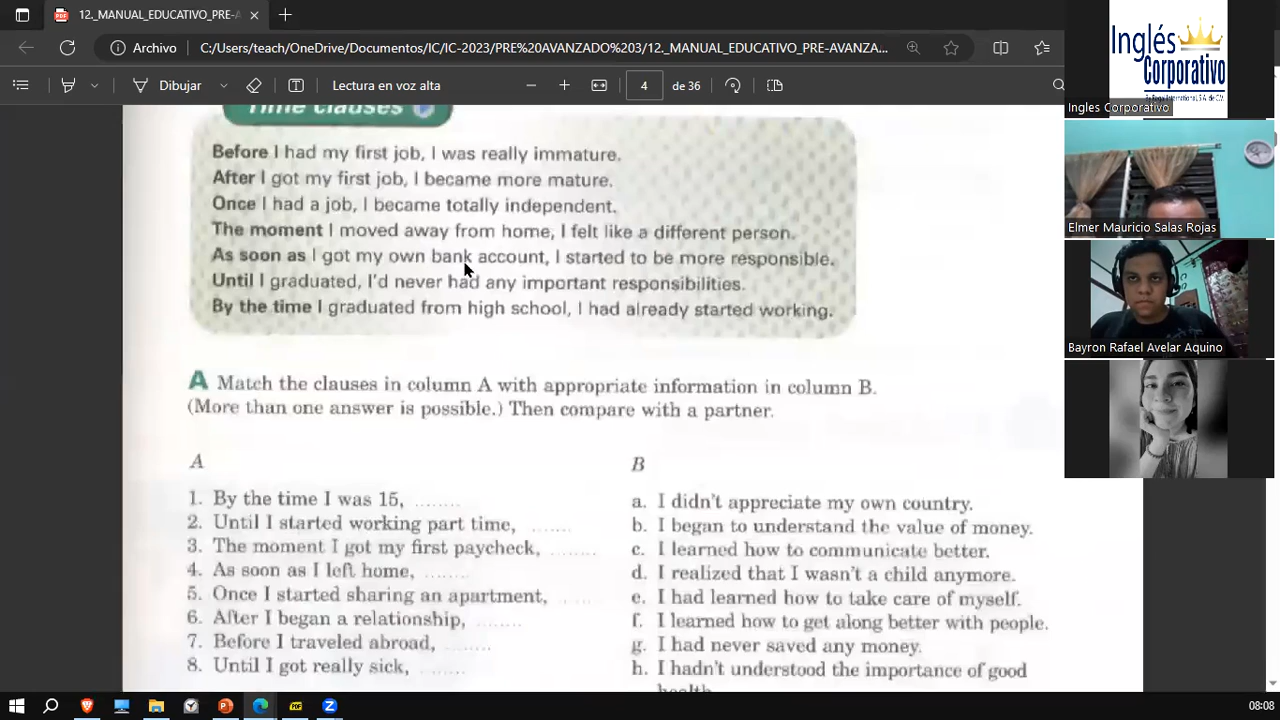 12._MANUAL_EDUCATIVO_PRE-A
Archivo
C:/Users/teach/OneDrive/Documentos/IC/IC-2023/PRE%20AVANZADO%203/12._MANUAL_EDUCATIVO_PRE-AVANZA...
Dibujar
Lectura en voz alta
4
de 36
Time clauses
Before I had my first job, I was really immature.
After I got my first job, I became more mature.
Once I had a job, I became totally independent.
The moment I moved away from home, I felt like a different person.
As soon as I got my own bank account, I started to be more responsible.
Until I graduated, I'd never had any important responsibilities.
By the time I graduated from high school, I had already started working.
A Match the clauses in column A with appropriate information in column B.
(More than one answer is possible.) Then compare with a partner.
A
1. By the time I was 15, ........
2. Until I started working part time, ........
3. The moment I got my first paycheck, ........
4. As soon as I left home, ........
5. Once I started sharing an apartment, ........
6. After I began a relationship, ........
7. Before I traveled abroad, ........
8. Until I got really sick, ........
B
a. I didn't appreciate my own country.
b. I began to understand the value of money.
c. I learned how to communicate better.
d. I realized that I wasn't a child anymore.
e. I had learned how to take care of myself.
f. I learned how to get along better with people.
g. I had never saved any money.
h. I hadn't understood the importance of good
health.
Inglés
Corporativo
Ingles Corporativo
Elmer Mauricio Salas Rojas
Bayron Rafael Avelar Aquino
08:08